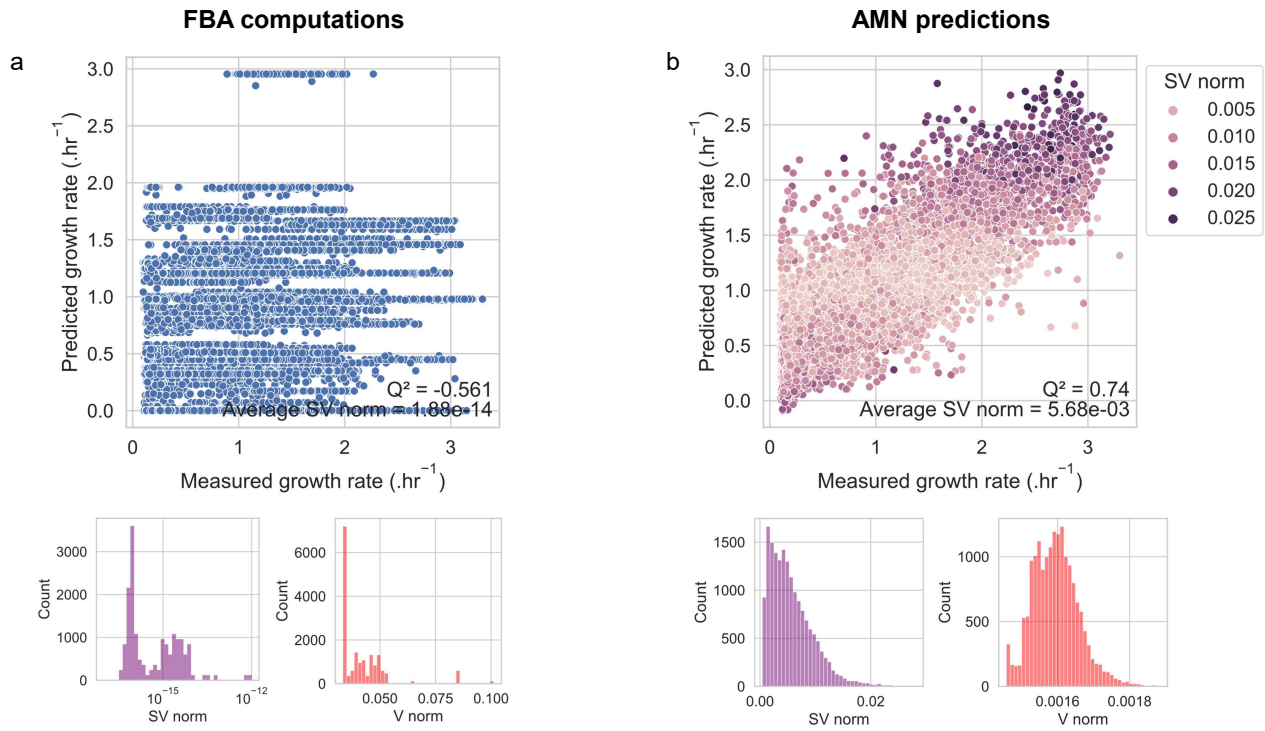 FBA computations
AMN predictions
a
3.0
2.5
2.0
1.5
1.0
0.5
0.0
Predicted growth rate (.hr⁻¹)
Q² = -0.561
Average SV norm = 1.88e-14
0
1
2
3
Measured growth rate (.hr⁻¹)
b
3.0
2.5
2.0
1.5
1.0
0.5
0.0
Predicted growth rate (.hr⁻¹)
Q² = 0.74
Average SV norm = 5.68e-03
0
1
2
3
Measured growth rate (.hr⁻¹)
SV norm
0.005
0.010
0.015
0.020
0.025
3000
2000
1000
0
Count
10⁻¹⁵
10⁻¹²
SV norm
6000
4000
2000
0
Count
0.050
0.075
0.100
V norm
1500
1000
500
0
Count
0.00
0.02
SV norm
1000
500
0
Count
0.0016
0.0018
V norm